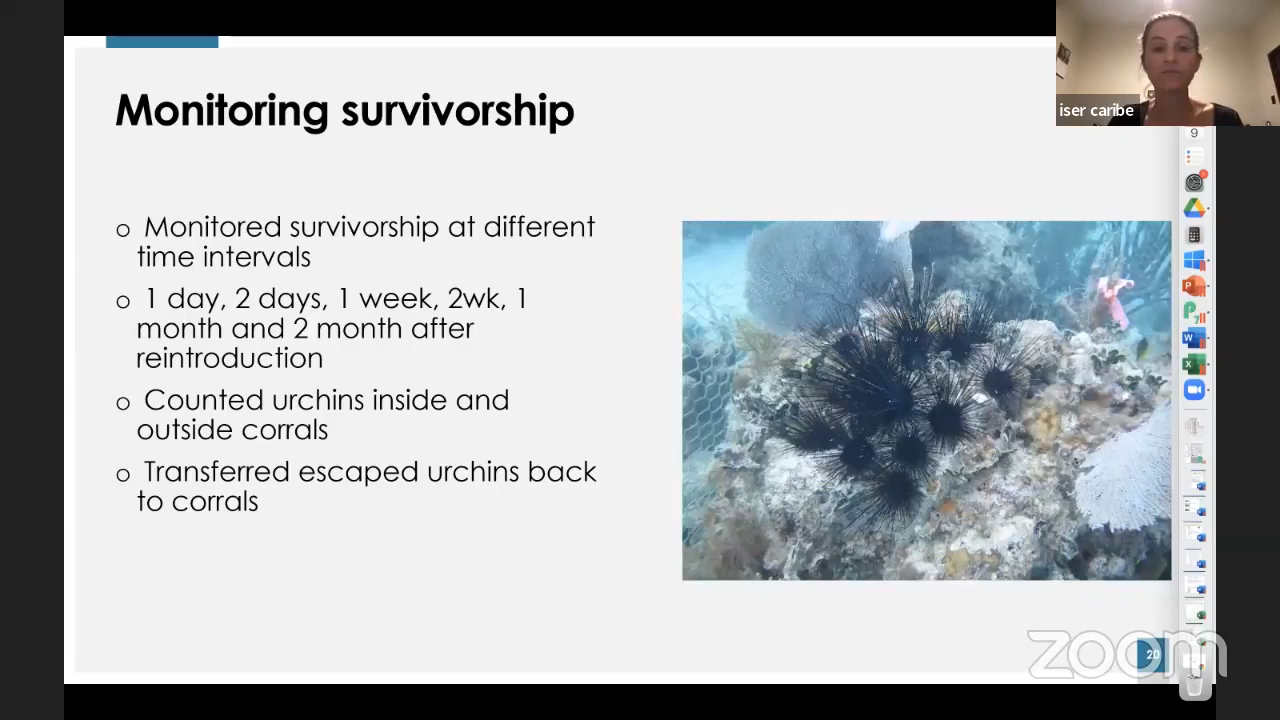 Monitoring survivorship
iser caribe
9
o Monitored survivorship at different
time intervals
o 1 day, 2 days, 1 week, 2wk, 1
month and 2 month after
reintroduction
o Counted urchins inside and
outside corrals
o Transferred escaped urchins back
to corrals
20
zoom